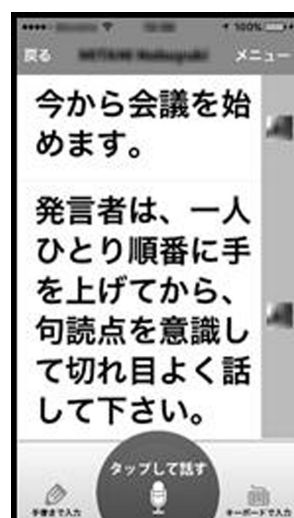 100%
戻る
メニュー
今から会議を始
めます。
発言者は、一人
ひとり順番に手
を上げてから、
句読点を意識し
て切れ目よく話
して下さい。
タップして話す
手書きで入力
キーボードで入力